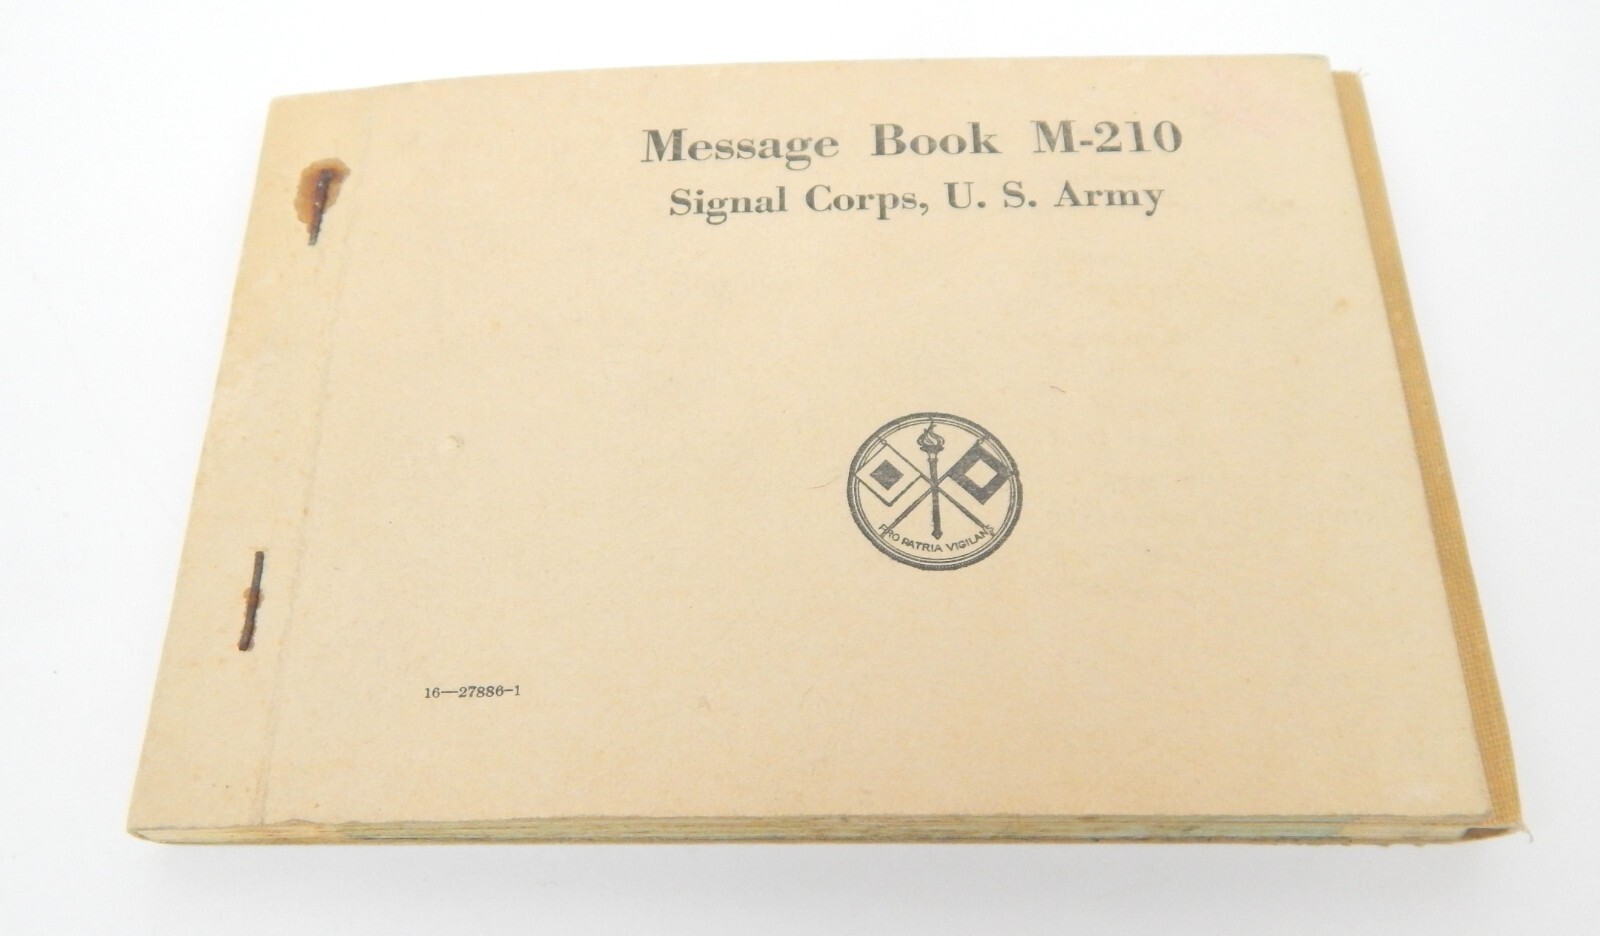 Message Book M-210
Signal Corps, U. S. Army
PRO PATRIA VIGILANS
16—27886-1